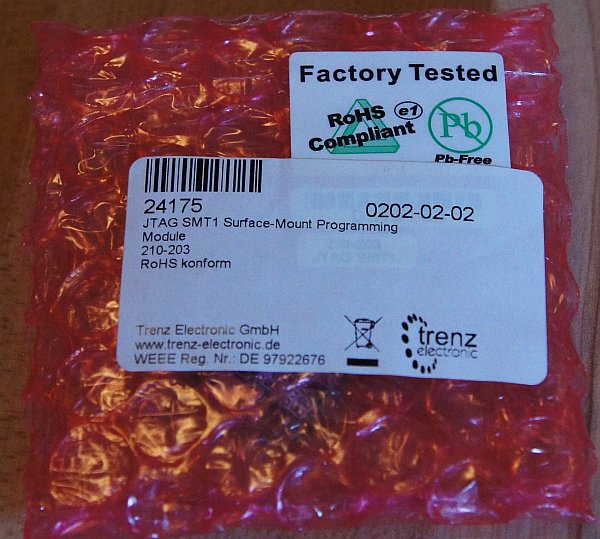 Factory Tested
RoHS e1
Compliant
Pb
Pb-Free
24175 0202-02-02
JTAG SMT1 Surface-Mount Programming
Module
210-203
RoHS konform
Trenz Electronic GmbH
www.trenz-electronic.de
WEEE Reg. Nr.: DE 97922676
trenz
electronic